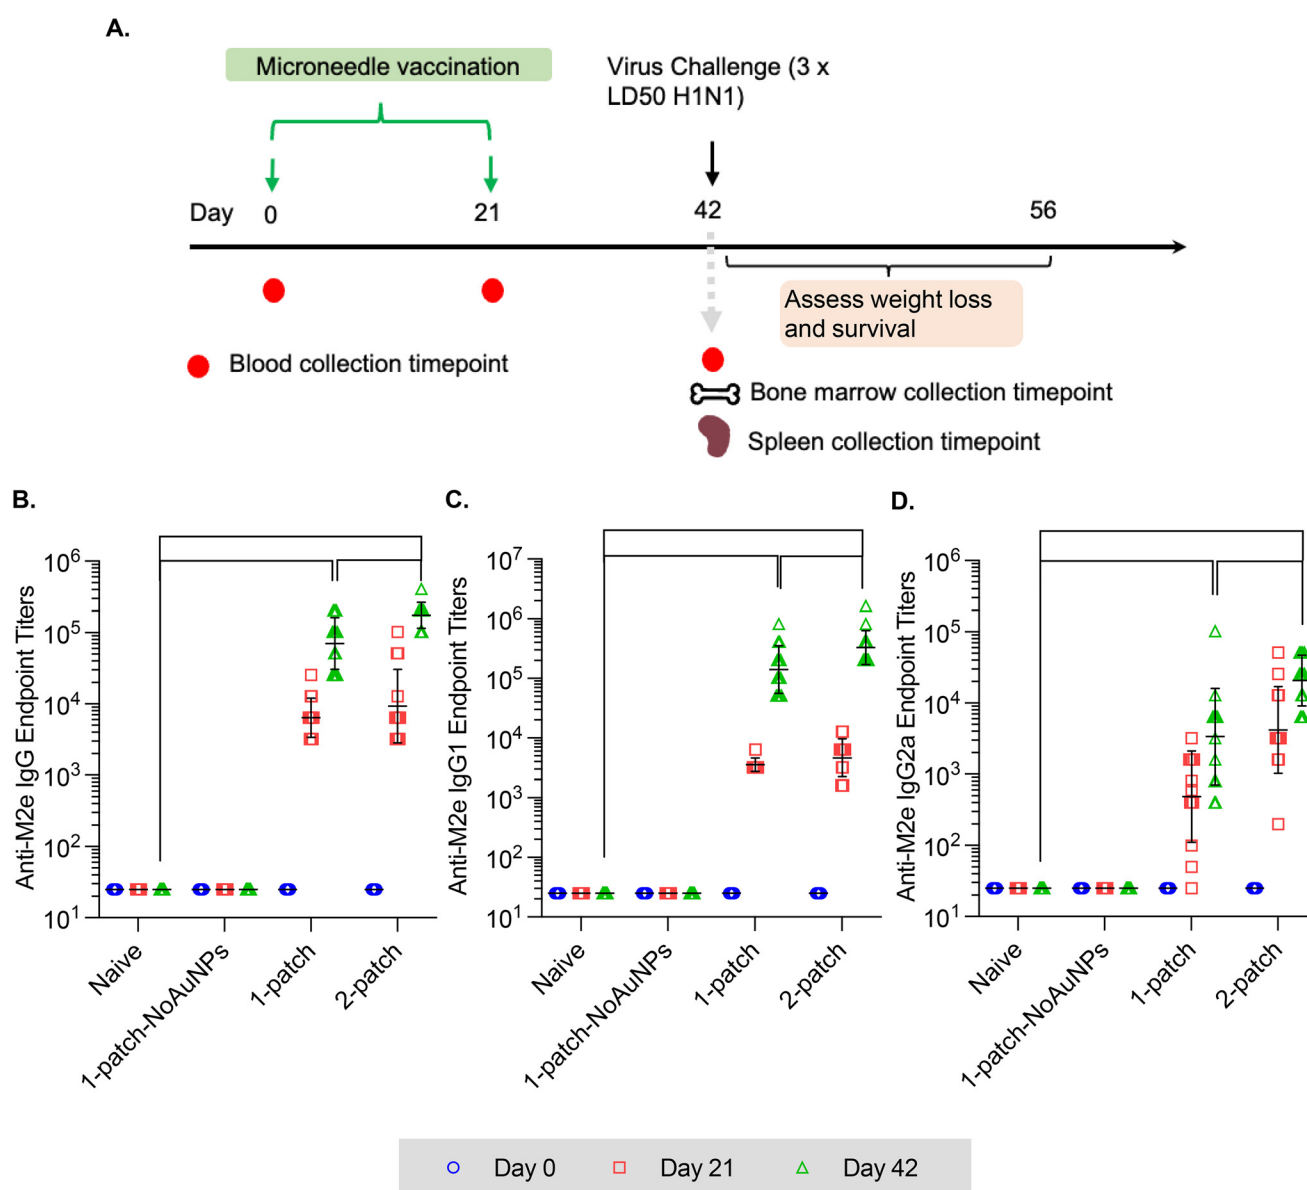 A.
Microneedle vaccination
Virus Challenge (3 x
LD50 H1N1)
Day 0 21 42 56
Assess weight loss
and survival
Blood collection timepoint
Bone marrow collection timepoint
Spleen collection timepoint
B.
Anti-M2e IgG Endpoint Titers
10^6
10^5
10^4
10^3
10^2
10^1
Naive
1-patch-NoAuNPs
1-patch
2-patch
C.
Anti-M2e IgG1 Endpoint Titers
10^7
10^6
10^5
10^4
10^3
10^2
10^1
Naive
1-patch-NoAuNPs
1-patch
2-patch
D.
Anti-M2e IgG2a Endpoint Titers
10^6
10^5
10^4
10^3
10^2
10^1
Naive
1-patch-NoAuNPs
1-patch
2-patch
Day 0 Day 21 Day 42